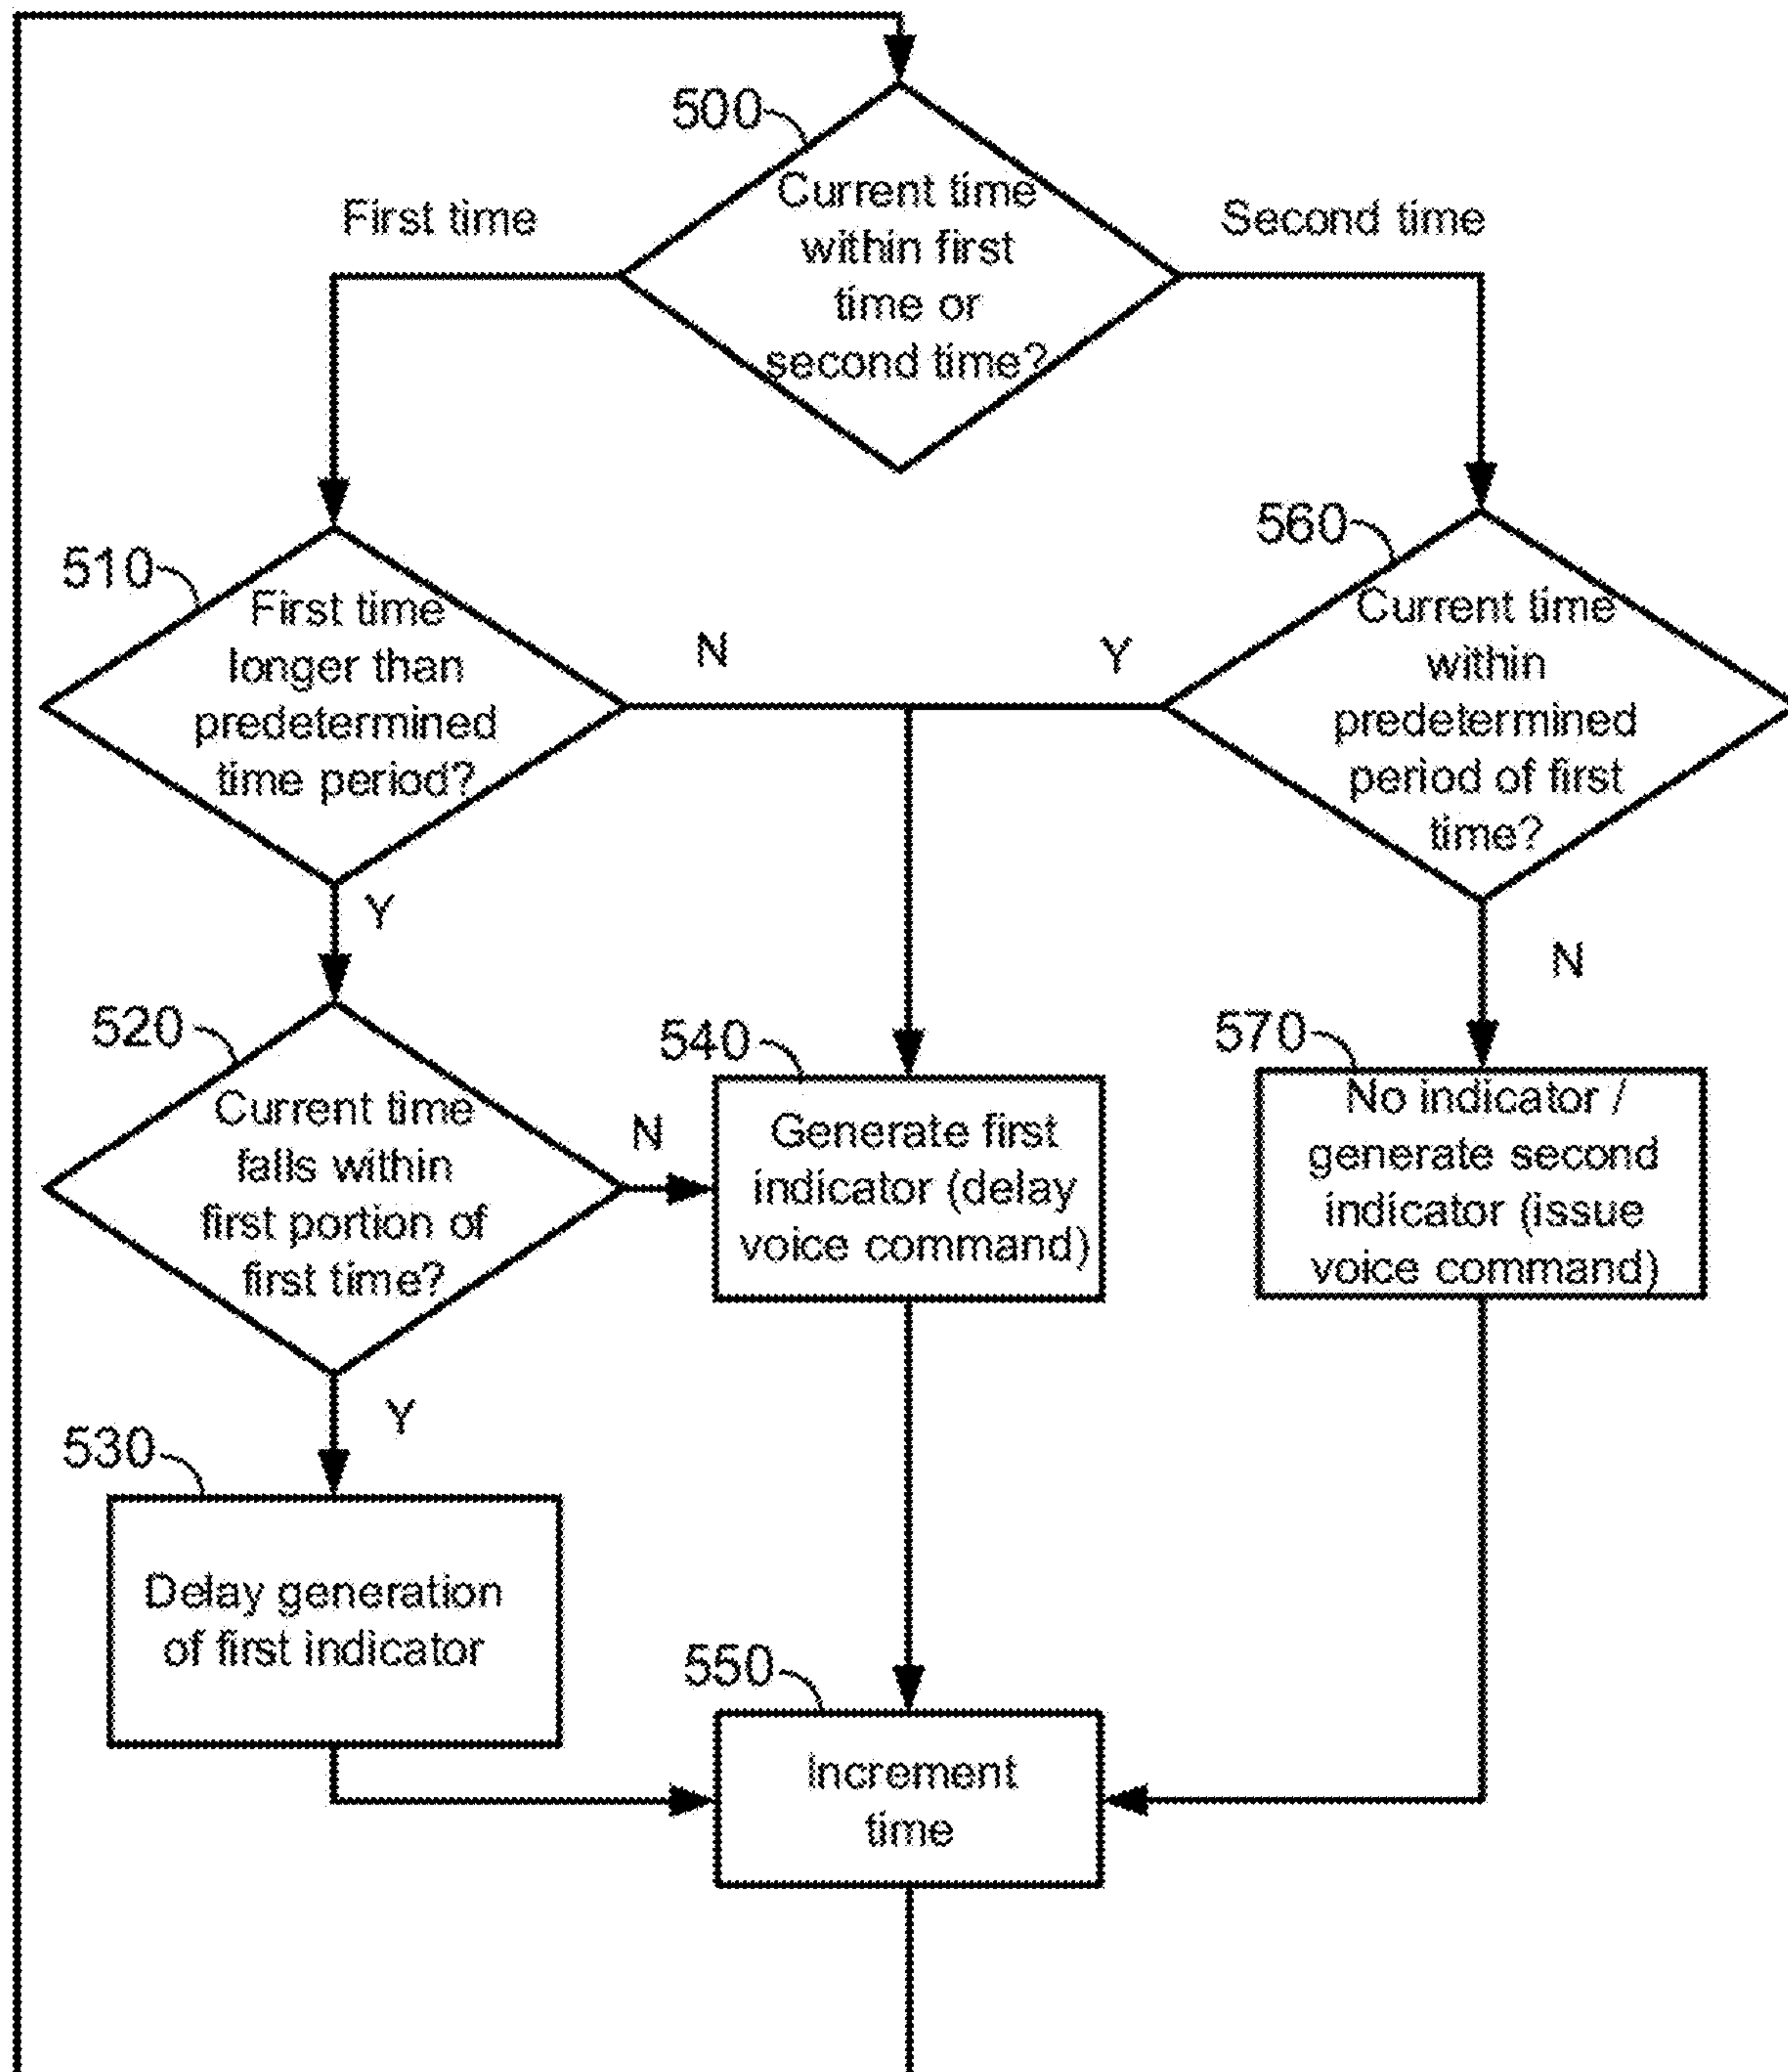 500
Current time
within first
time or
second time?
First time
Second time
510
First time
longer than
predetermined
time period?
N
Y
560
Current time
within
predetermined
period of first
time?
Y
N
520
Current time
falls within
first portion of
first time?
N
Y
540
Generate first
indicator (delay
voice command)
570
No indicator /
generate second
indicator (issue
voice command)
530
Delay generation
of first indicator
550
Increment
time